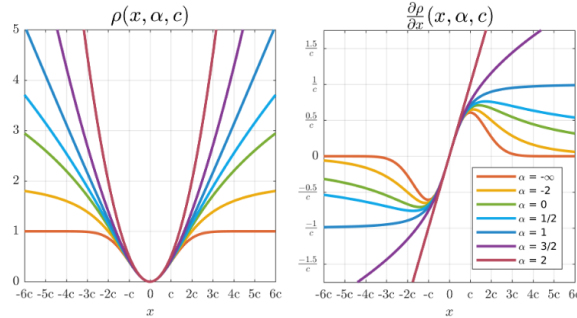 ρ(x, α, c)
5
4
3
2
1
0
-6c -5c -4c -3c -2c -c 0 c 2c 3c 4c 5c 6c
x
∂ρ/∂x (x, α, c)
1.5/c
1/c
0.5/c
0
-0.5/c
-1/c
-1.5/c
-6c -5c -4c -3c -2c -c 0 c 2c 3c 4c 5c 6c
x
α = -∞
α = -2
α = 0
α = 1/2
α = 1
α = 3/2
α = 2